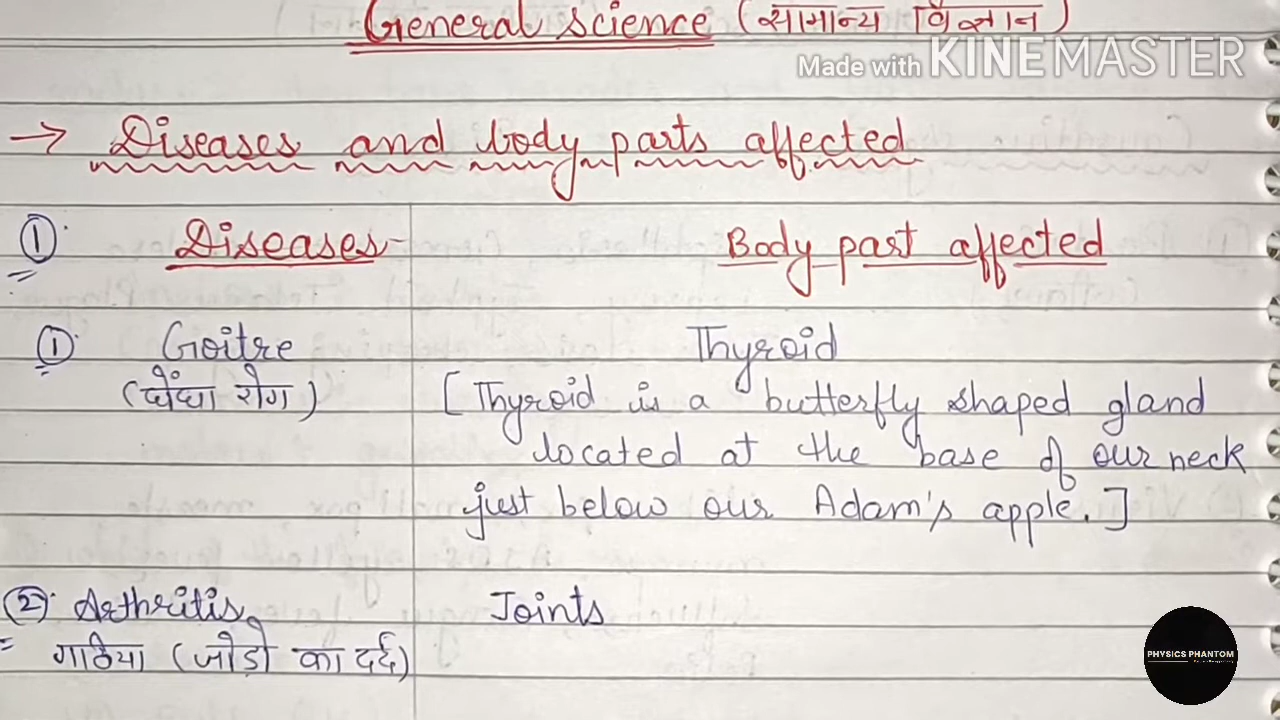 General science (सामान्य विज्ञान)
Made with KINEMASTER
→ Diseases and body parts affected
① Diseases- Body part affected
① Goitre Thyroid
(घेंघा रोग) [Thyroid is a butterfly shaped gland
located at the base of our neck
just below our Adam's apple.]
(2) Arthritis Joints
गठिया (जोड़ो का दर्द)
PHYSICS PHANTOM